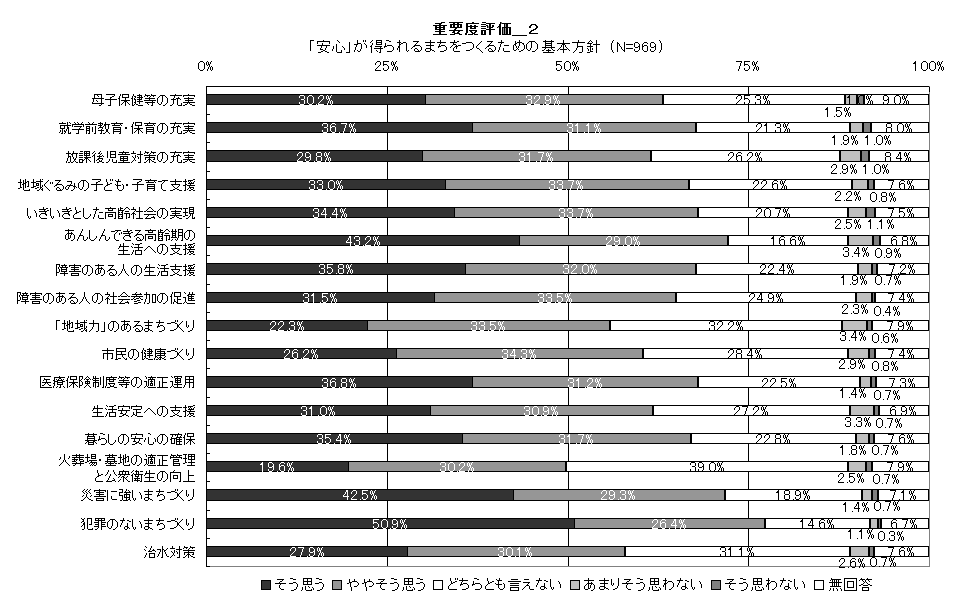 重要度評価＿２
「安心」が得られるまちをつくるための基本方針（N=969）
0% 25% 50% 75% 100%
母子保健等の充実 30.2% 32.9% 25.3% 1.5% 9.0%
就学前教育・保育の充実 36.7% 31.1% 21.3% 1.9% 1.0% 8.0%
放課後児童対策の充実 29.8% 31.7% 26.2% 2.9% 1.0% 8.4%
地域ぐるみの子ども・子育て支援 33.0% 33.7% 22.6% 2.2% 0.8% 7.6%
いきいきとした高齢社会の実現 34.4% 33.7% 20.7% 2.5% 1.1% 7.5%
あんしんできる高齢期の
生活への支援 43.2% 29.0% 16.6% 3.4% 0.9% 6.8%
障害のある人の生活支援 35.8% 32.0% 22.4% 1.9% 0.7% 7.2%
障害のある人の社会参加の促進 31.5% 33.5% 24.9% 2.3% 0.4% 7.4%
「地域力」のあるまちづくり 22.3% 33.5% 32.2% 3.4% 0.6% 7.9%
市民の健康づくり 26.2% 34.3% 28.4% 2.9% 0.8% 7.4%
医療保険制度等の適正運用 36.8% 31.2% 22.5% 1.4% 0.7% 7.3%
生活安定への支援 31.0% 30.9% 27.2% 3.3% 0.7% 6.9%
暮らしの安心の確保 35.4% 31.7% 22.8% 1.8% 0.7% 7.6%
火葬場・墓地の適正管理
と公衆衛生の向上 19.6% 30.2% 39.0% 2.5% 0.7% 7.9%
災害に強いまちづくり 42.5% 29.3% 18.9% 1.4% 0.7% 7.1%
犯罪のないまちづくり 50.9% 26.4% 14.6% 1.1% 0.3% 6.7%
治水対策 27.9% 30.1% 31.1% 2.6% 0.7% 7.6%
そう思う ややそう思う どちらとも言えない あまりそう思わない そう思わない 無回答